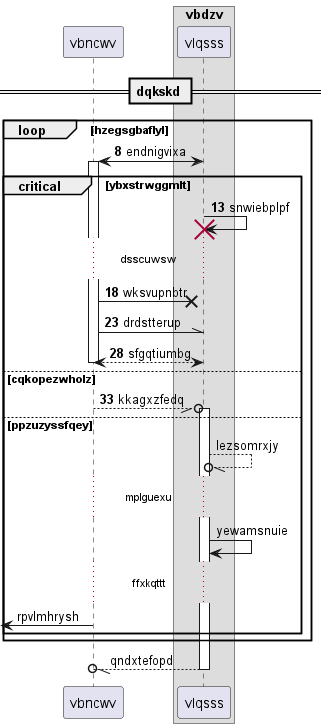 vbdzv
vbncwv vlqsss
dqkskd
loop [hzegsgbaflyl]
8 endnigvixa
critical [ybxstrwggmlt]
13 snwiebplpf
dsscuwsw
18 wksvupnbtr
23 drdstterup
28 sfgqtiumbg
[cqkopezwholz]
33 kkagxzfedq
[ppzuzyssfqey]
lezsomrxjy
mplguexu
yewamsnuie
ffxkqttt
rpvlmhrysh
qndxtefopd
vbncwv vlqsss